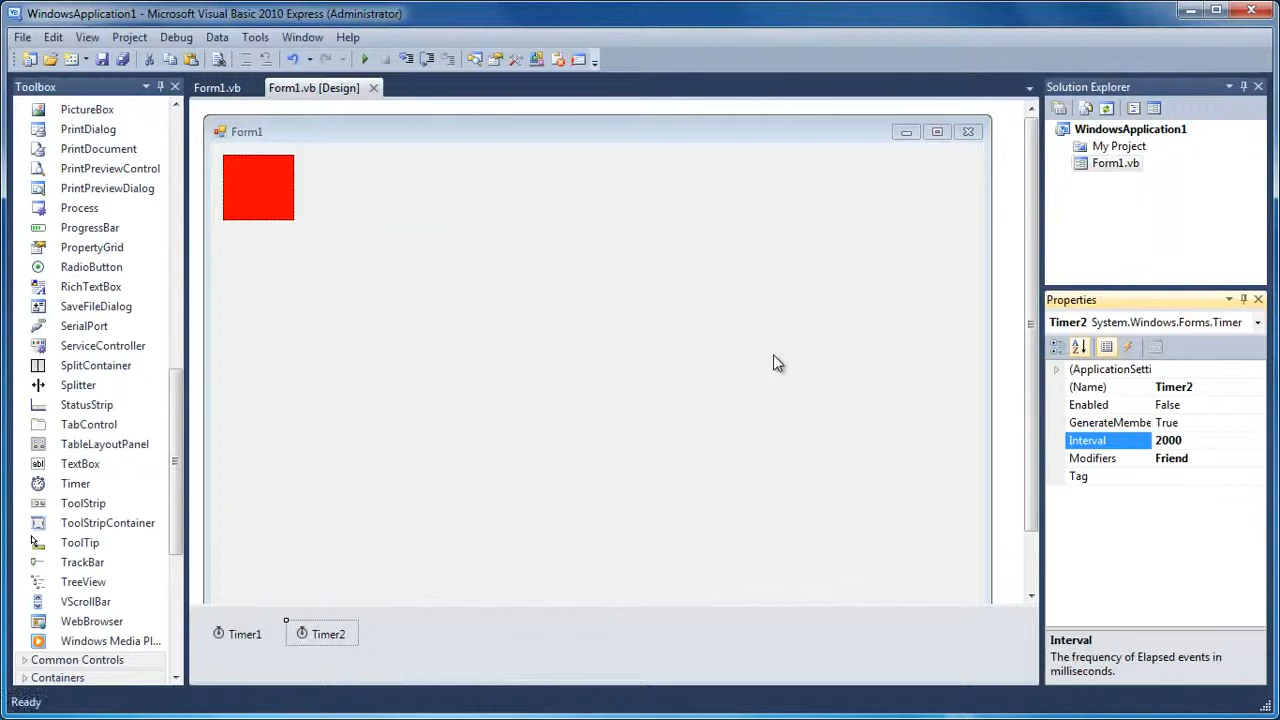 WindowsApplication1 - Microsoft Visual Basic 2010 Express (Administrator)
File Edit View Project Debug Data Tools Window Help
Toolbox
PictureBox
PrintDialog
PrintDocument
PrintPreviewControl
PrintPreviewDialog
Process
ProgressBar
PropertyGrid
RadioButton
RichTextBox
SaveFileDialog
SerialPort
ServiceController
SplitContainer
Splitter
StatusStrip
TabControl
TableLayoutPanel
TextBox
Timer
ToolStrip
ToolStripContainer
ToolTip
TrackBar
TreeView
VScrollBar
WebBrowser
Windows Media Pl...
Common Controls
Containers
Form1.vb Form1.vb [Design]
Form1
Timer1 Timer2
Solution Explorer
WindowsApplication1
My Project
Form1.vb
Properties
Timer2 System.Windows.Forms.Timer
(ApplicationSetti
(Name) Timer2
Enabled False
GenerateMembe True
Interval 2000
Modifiers Friend
Tag
Interval
The frequency of Elapsed events in
milliseconds.
Ready